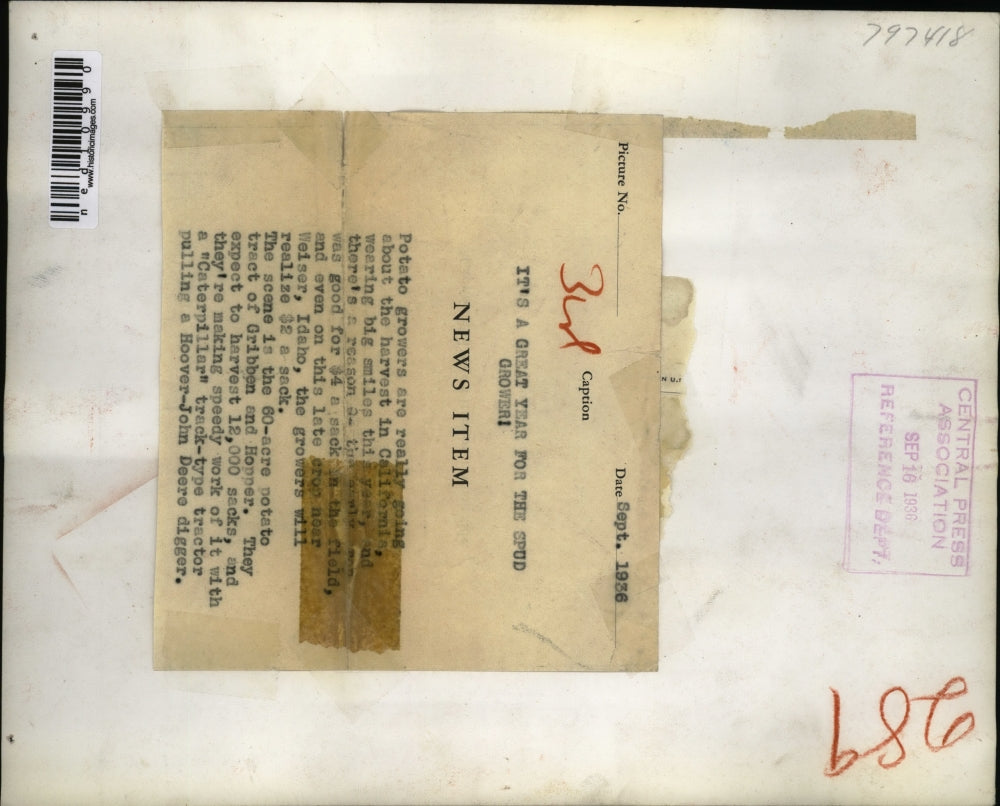 797418
n e d 1 0 9 9 0
www.historicimages.com
Picture No.
Date Sept. 1936
Caption
IT'S A GREAT YEAR FOR THE SPUD
GROWER!
NEWS ITEM
Potato growers are really going
about the harvest in California,
wearing big smiles this year, and
there's a reason
was good for $4 a sack in the field,
and even on this late crop near
Weiser, Idaho, the growers will
realize $2 a sack.
The scene is the 60-acre potato
tract of Gribben and Hopper. They
expect to harvest 12,000 sacks, and
they're making speedy work of it with
a "Caterpillar" track-type tractor
pulling a Hoover-John Deere digger.
CENTRAL PRESS
ASSOCIATION
SEP 16 1936
REFERENCE DEPT.